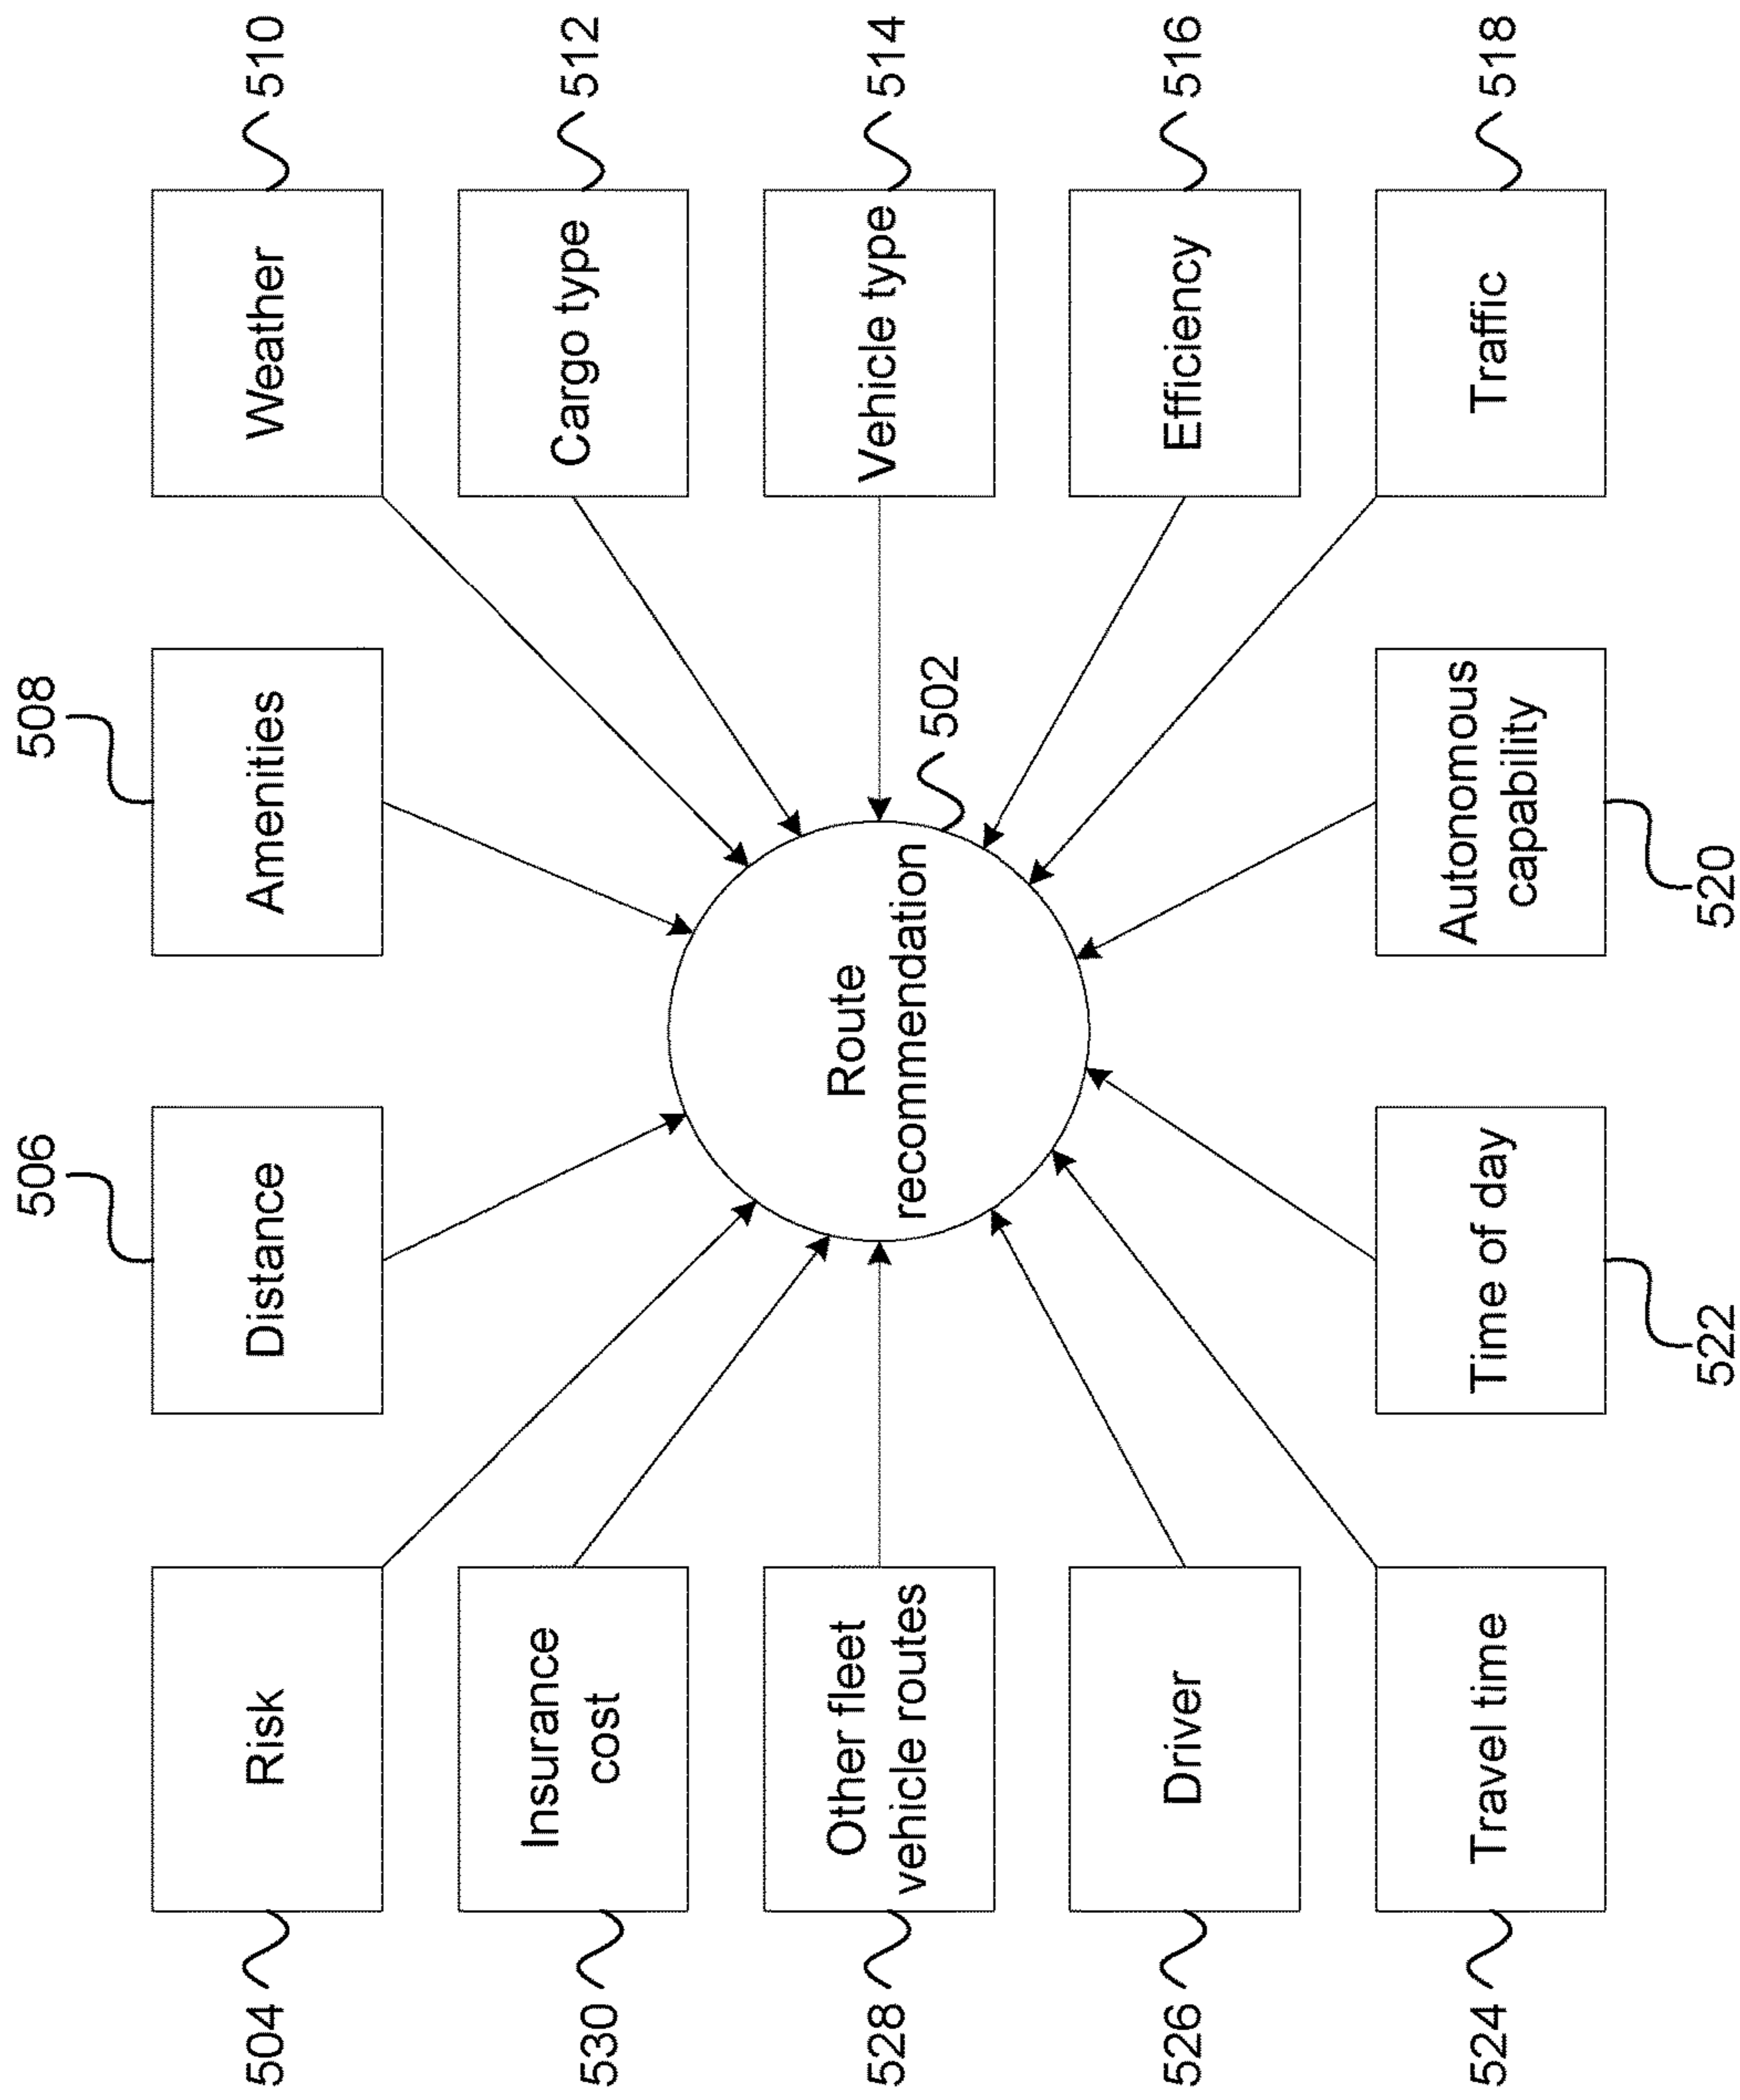 504
Risk
506
Distance
508
Amenities
510
Weather
530
Insurance
cost
512
Cargo type
528
Other fleet
vehicle routes
502
Route
recommendation
514
Vehicle type
526
Driver
516
Efficiency
524
Travel time
522
Time of day
520
Autonomous
capability
518
Traffic